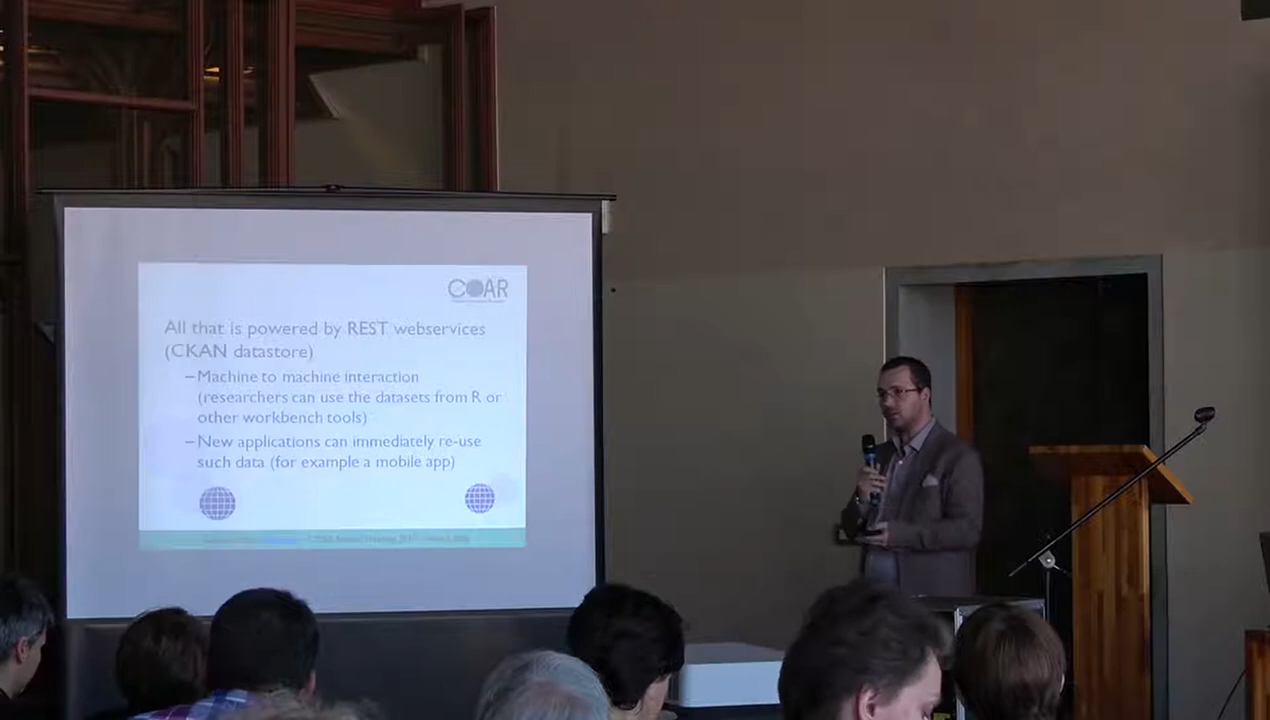 COAR
All that is powered by REST webservices
(CKAN datastore)
–Machine to machine interaction
(researchers can use the datasets from R or
other workbench tools)
–New applications can immediately re-use
such data (for example a mobile app)